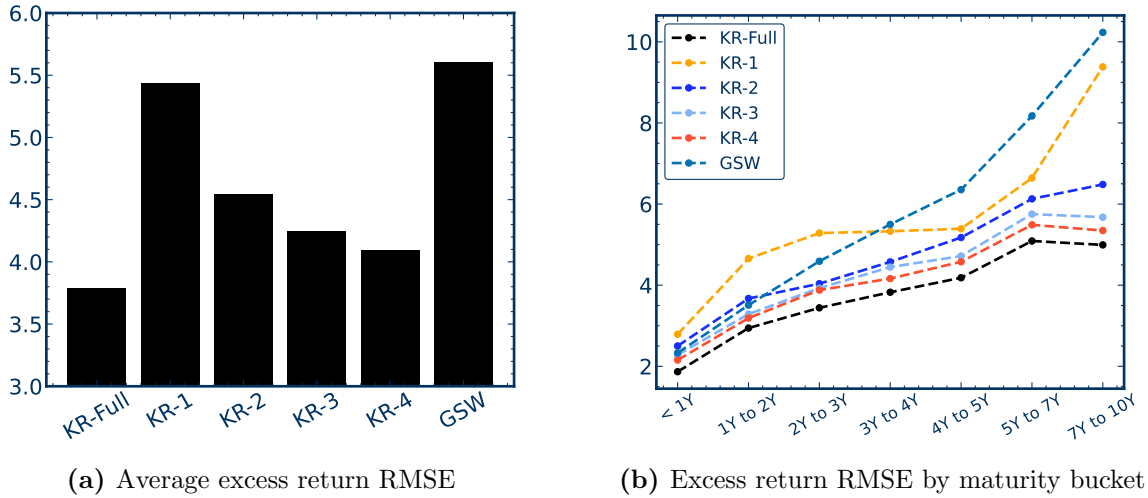 6.0
5.5
5.0
4.5
4.0
3.5
3.0
KR-Full
KR-1
KR-2
KR-3
KR-4
GSW
(a) Average excess return RMSE
10
8
6
4
2
KR-Full
KR-1
KR-2
KR-3
KR-4
GSW
< 1Y
1Y to 2Y
2Y to 3Y
3Y to 4Y
4Y to 5Y
5Y to 7Y
7Y to 10Y
(b) Excess return RMSE by maturity bucket